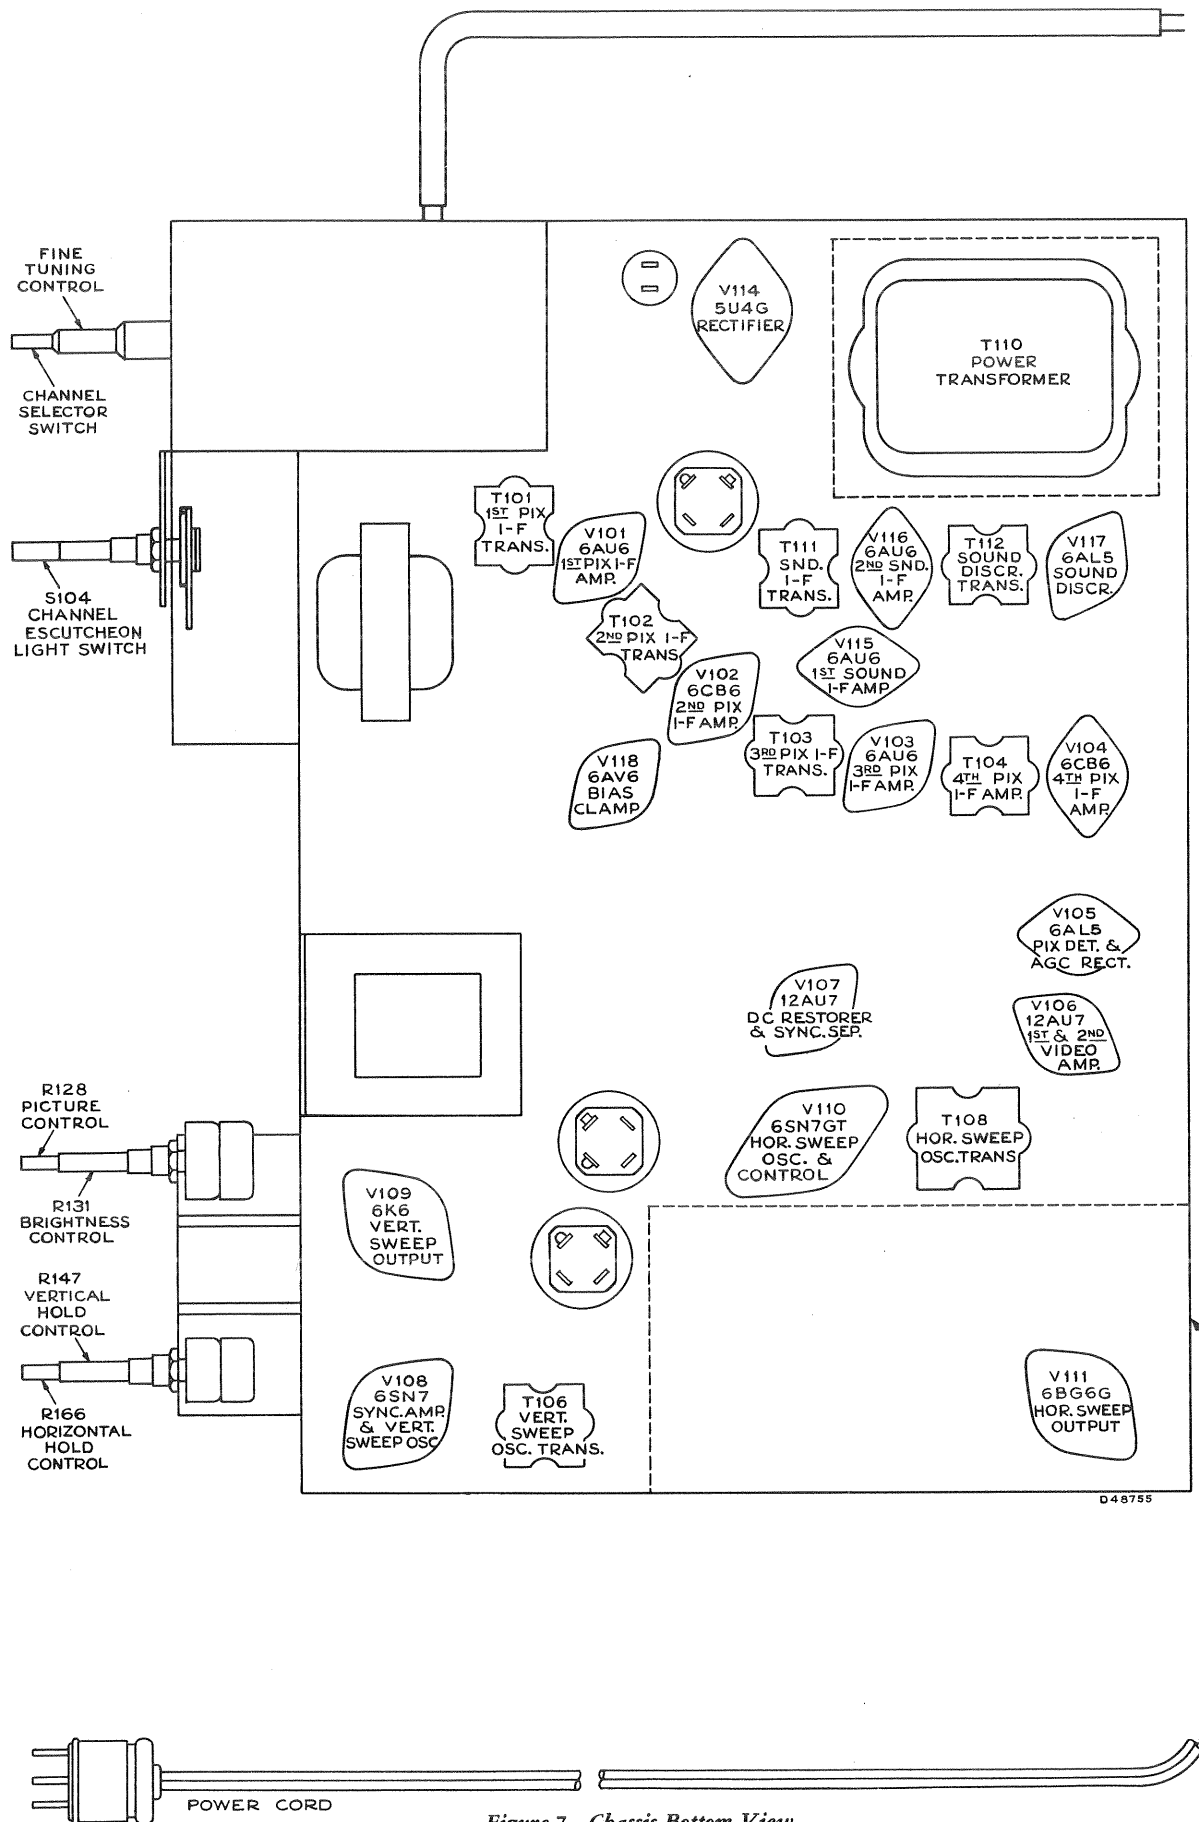 FINE
TUNING
CONTROL
CHANNEL
SELECTOR
SWITCH
S104
CHANNEL
ESCUTCHEON
LIGHT SWITCH
V114
5U4G
RECTIFIER
T110
POWER
TRANSFORMER
T101
1ST PIX
I-F
TRANS.
V101
6AU6
1ST PIX I-F
AMP.
T102
2ND PIX I-F
TRANS
V102
6CB6
2ND PIX
I-F AMP.
T111
SND.
I-F
TRANS.
V116
6AU6
2ND SND.
I-F
AMP.
T112
SOUND
DISCR.
TRANS.
V117
6AL5
SOUND
DISCR.
V115
6AU6
1ST SOUND
I-F AMP
V118
6AV6
BIAS
CLAMP
T103
3RD PIX I-F
TRANS.
V103
6AU6
3RD PIX
I-F AMP.
T104
4TH PIX
I-F AMP.
V104
6CB6
4TH PIX
I-F
AMP.
V105
6AL5
PIX DET. &
AGC RECT.
V107
12AU7
DC RESTORER
& SYNC. SEP.
V106
12AU7
1ST & 2ND
VIDEO
AMP.
V110
6SN7GT
HOR. SWEEP
OSC. &
CONTROL
T108
HOR. SWEEP
OSC. TRANS
R128
PICTURE
CONTROL
R131
BRIGHTNESS
CONTROL
R147
VERTICAL
HOLD
CONTROL
R166
HORIZONTAL
HOLD
CONTROL
V109
6K6
VERT.
SWEEP
OUTPUT
V108
6SN7
SYNC. AMP.
& VERT.
SWEEP OSC
T106
VERT.
SWEEP
OSC. TRANS.
V111
6BG6G
HOR. SWEEP
OUTPUT
D48755
POWER CORD
Figure 7—Chassis Bottom View